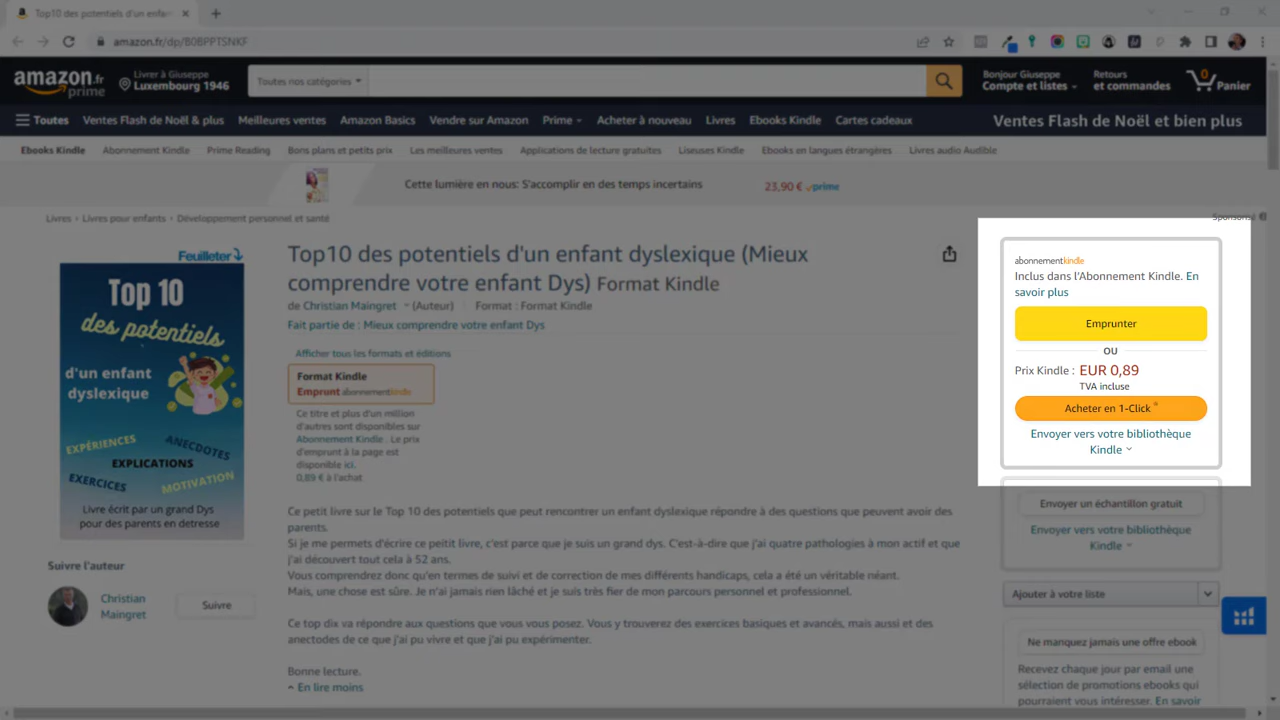 Top10 des potentiels d'un enfan
amazon.fr/dp/B0BPPTSNKF
amazon.fr
prime
Livrer à Giuseppe
Luxembourg 1946
Toutes nos catégories
Bonjour Giuseppe
Compte et listes
Retours
et commandes
0
Panier
Toutes Ventes Flash de Noël & plus Meilleures ventes Amazon Basics Vendre sur Amazon Prime Acheter à nouveau Livres Ebooks Kindle Cartes cadeaux Ventes Flash de Noël et bien plus
Ebooks Kindle Abonnement Kindle Prime Reading Bons plans et petits prix Les meilleures ventes Applications de lecture gratuites Liseuses Kindle Ebooks en langues étrangères Livres audio Audible
Cette lumière en nous: S'accomplir en des temps incertains 23,90 € prime
Sponsorisé
Livres › Livres pour enfants › Développement personnel et santé
Feuilleter
Top 10
des potentiels
d'un enfant
dyslexique
EXPÉRIENCES
ANECDOTES
EXPLICATIONS
EXERCICES
MOTIVATION
Livre écrit par un grand Dys
pour des parents en detresse
Suivre l'auteur
Christian
Maingret
Suivre
Top10 des potentiels d'un enfant dyslexique (Mieux
comprendre votre enfant Dys) Format Kindle
de Christian Maingret (Auteur) Format : Format Kindle
Fait partie de : Mieux comprendre votre enfant Dys
Afficher tous les formats et éditions
Format Kindle
Emprunt abonnementkindle
Ce titre et plus d'un million
d'autres sont disponibles sur
Abonnement Kindle . Le prix
d'emprunt à la page est
disponible ici.
0,89 € à l'achat
Ce petit livre sur le Top 10 des potentiels que peut rencontrer un enfant dyslexique répondre à des questions que peuvent avoir des
parents.
Si je me permets d'écrire ce peitit livre, c'est parce que je suis un grand dys. C'est-à-dire que j'ai quatre pathologies à mon actif et que
j'ai découvert tout cela à 52 ans.
Vous comprendrez donc qu'en termes de suivi et de correction de mes différents handicaps, cela a été un véritable néant.
Mais, une chose est sûre. Je n'ai jamais rien lâché et je suis très fier de mon parcours personnel et professionnel.
Ce top dix va répondre aux questions que vous vous posez. Vous y trouverez des exercices basiques et avancés, mais aussi et des
anectodes de ce que j'ai pu vivre et que j'ai pu expérimenter.
Bonne lecture.
En lire moins
abonnementkindle
Inclus dans l'Abonnement Kindle. En
savoir plus
Emprunter
OU
Prix Kindle : EUR 0,89
TVA incluse
Acheter en 1-Click
Envoyer vers votre bibliothèque
Kindle
Envoyer un échantillon gratuit
Envoyer vers votre bibliothèque
Kindle
Ajouter à votre liste
Ne manquez jamais une offre ebook
Recevez chaque jour par email une
sélection de promotions ebooks qui
pourraient vous intéresser. En savoir